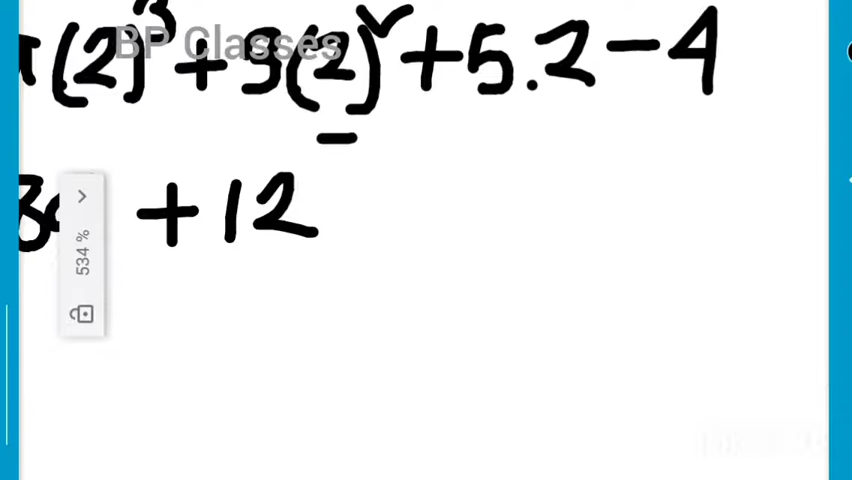 BP Classes
(2)³+3(2)²+5.2-4
+12
534 %